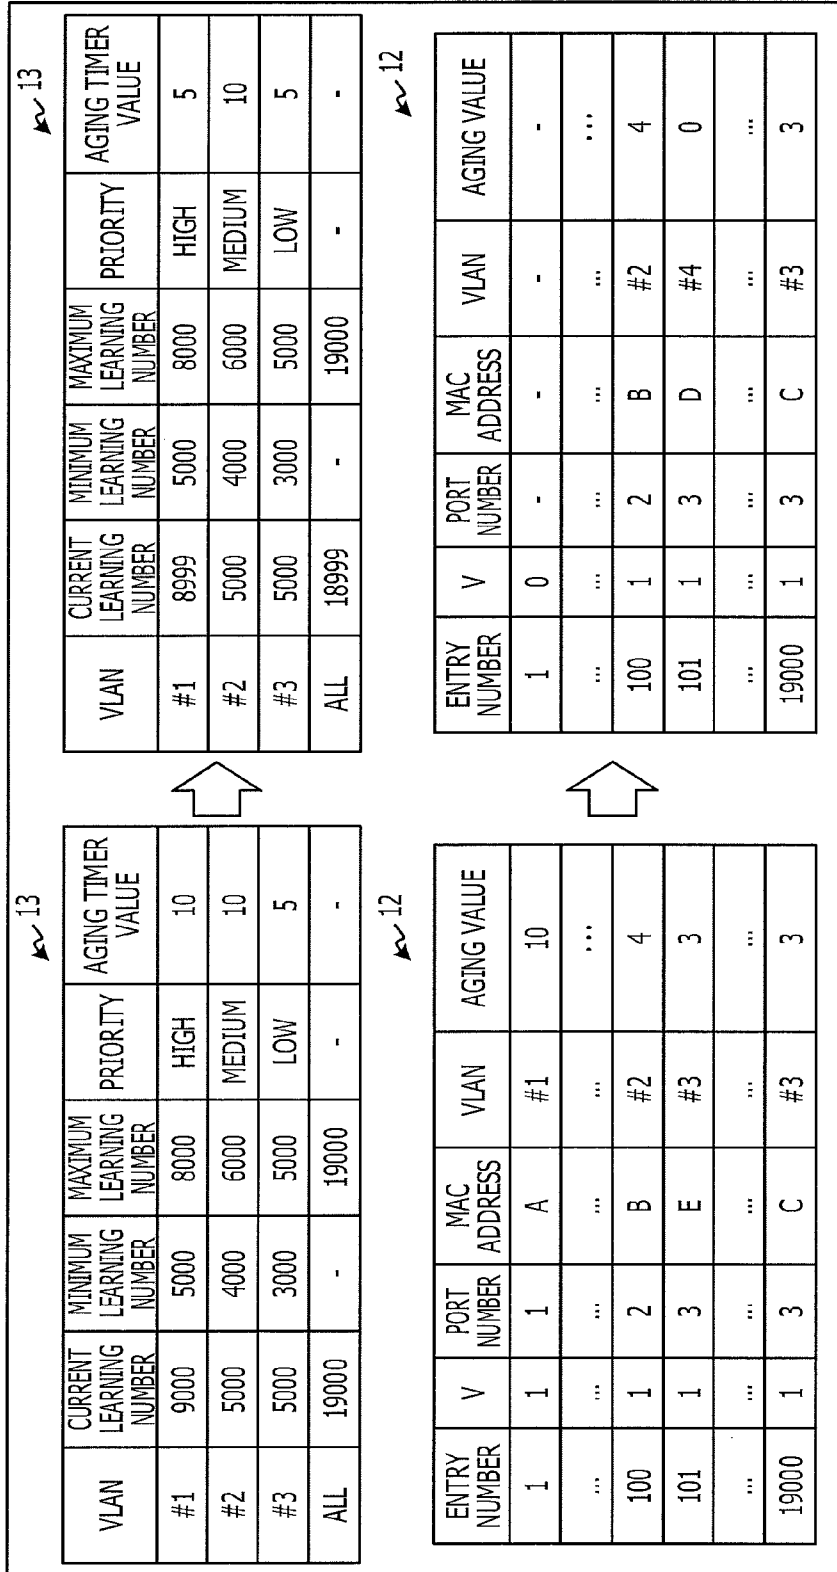 13
VLAN CURRENT LEARNING NUMBER MINIMUM LEARNING NUMBER MAXIMUM LEARNING NUMBER PRIORITY AGING TIMER VALUE
#1 9000 5000 8000 HIGH 10
#2 5000 4000 6000 MEDIUM 10
#3 5000 3000 5000 LOW 5
ALL 19000 - 19000 - -
13
VLAN CURRENT LEARNING NUMBER MINIMUM LEARNING NUMBER MAXIMUM LEARNING NUMBER PRIORITY AGING TIMER VALUE
#1 8999 5000 8000 HIGH 5
#2 5000 4000 6000 MEDIUM 10
#3 5000 3000 5000 LOW 5
ALL 18999 - 19000 - -
12
ENTRY NUMBER V PORT NUMBER MAC ADDRESS VLAN AGING VALUE
1 1 1 A #1 10
... ... ... ... ... ...
100 1 2 B #2 4
101 1 3 E #3 3
... ... ... ... ... ...
19000 1 3 C #3 3
12
ENTRY NUMBER V PORT NUMBER MAC ADDRESS VLAN AGING VALUE
1 0 - - - -
... ... ... ... ... ...
100 1 2 B #2 4
101 1 3 D #4 0
... ... ... ... ... ...
19000 1 3 C #3 3